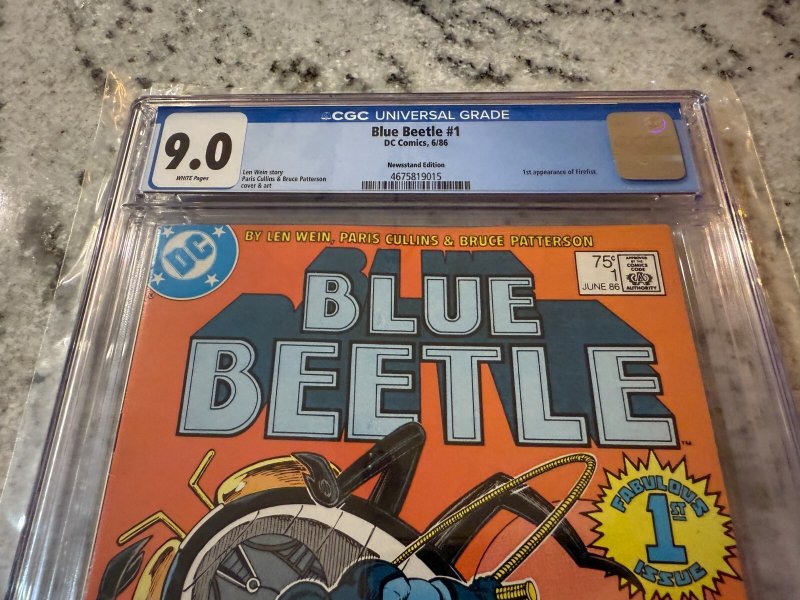 CGC UNIVERSAL GRADE
9.0
WHITE Pages
Blue Beetle #1
DC Comics, 6/86
Newsstand Edition
Len Wein story
Paris Cullins & Bruce Patterson
cover & art
1st appearance of Firefist.
4675819015
DC
BY LEN WEIN, PARIS CULLINS & BRUCE PATTERSON
75¢
1
JUNE 86
APPROVED
BY THE
COMICS
CODE
AUTHORITY
BLUE
BEETLE
TM
FABULOUS
1ST
ISSUE